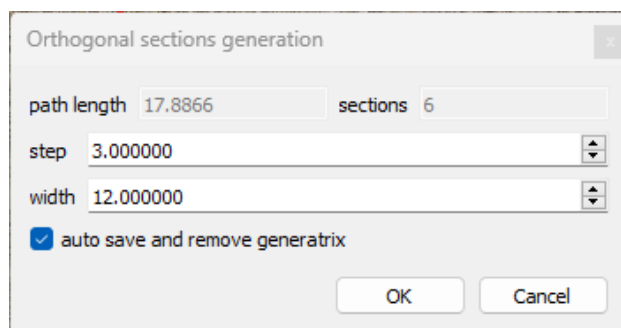 Orthogonal sections generation x
path length 17.8866 sections 6
step 3.000000
width 12.000000
auto save and remove generatrix
OK Cancel